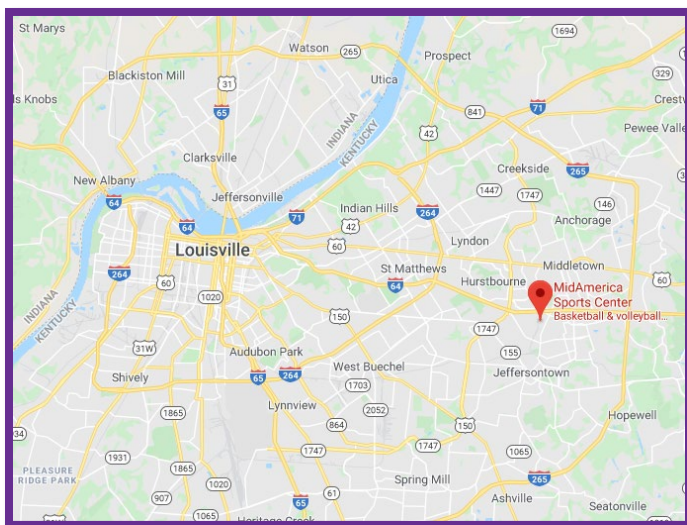 St Marys
1694
Watson
265
Prospect
Blackiston Mill
31
Utica
329
ls Knobs
65
71
Crestw
841
INDIANA
KENTUCKY
42
Pewee Valle
Clarksville
Creekside
265
New Albany
1447
1747
64
Jeffersonville
146
Indian Hills
264
71
Anchorage
64
42
Louisville
60
Lyndon
264
St Matthews
Middletown
60
Hurstbourne
60
64
MidAmerica
Sports Center
Basketball & volleyball...
1020
INDIANA
KENTUCKY
150
1747
31W
Audubon Park
155
West Buechel
Jeffersontown
Shively
65
264
1703
Lynnview
2052
Hopewell
1865
864
150
34
1747
1747
1065
1931
1865
PLEASURE
RIDGE PARK
1020
Spring Mill
265
907
61
Ashville
65
1065
Seatonville
Heritage Creek